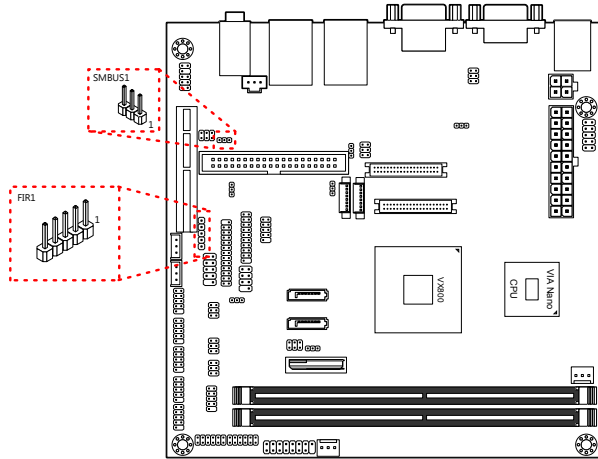 SMBUS1
1
FIR1
1
VX800
VIA Nano
CPU